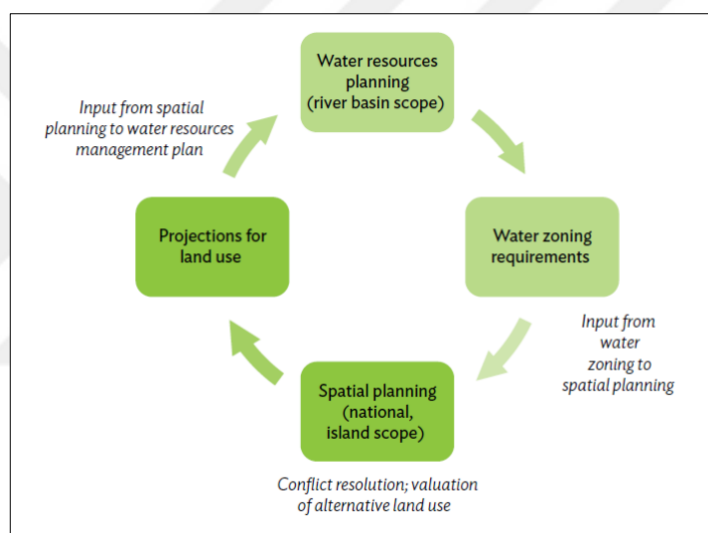 Water resources
planning
(river basin scope)
Input from spatial
planning to water resources
management plan
Projections for
land use
Water zoning
requirements
Input from
water
zoning to
spatial planning
Spatial planning
(national,
island scope)
Conflict resolution; valuation
of alternative land use